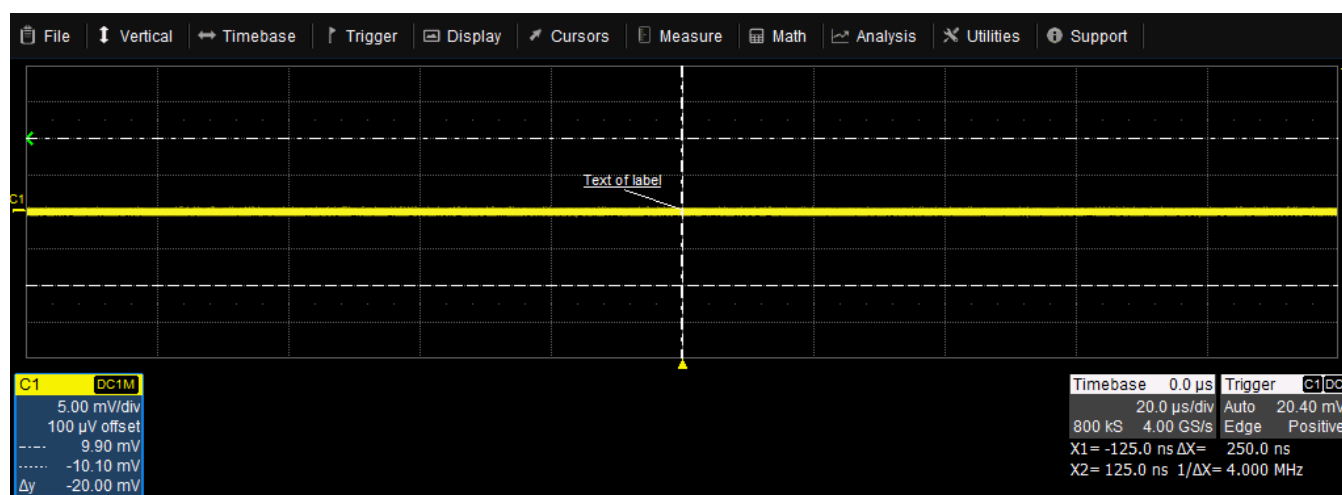 File Vertical Timebase Trigger Display Cursors Measure Math Analysis Utilities Support
Text of label
C1
C1 DC1M
5.00 mV/div
100 µV offset
9.90 mV
-10.10 mV
Δy -20.00 mV
Timebase 0.0 µs
20.0 µs/div
800 kS 4.00 GS/s
Trigger C1 DC
Auto 20.40 mV
Edge Positive
X1= -125.0 ns ΔX= 250.0 ns
X2= 125.0 ns 1/ΔX= 4.000 MHz